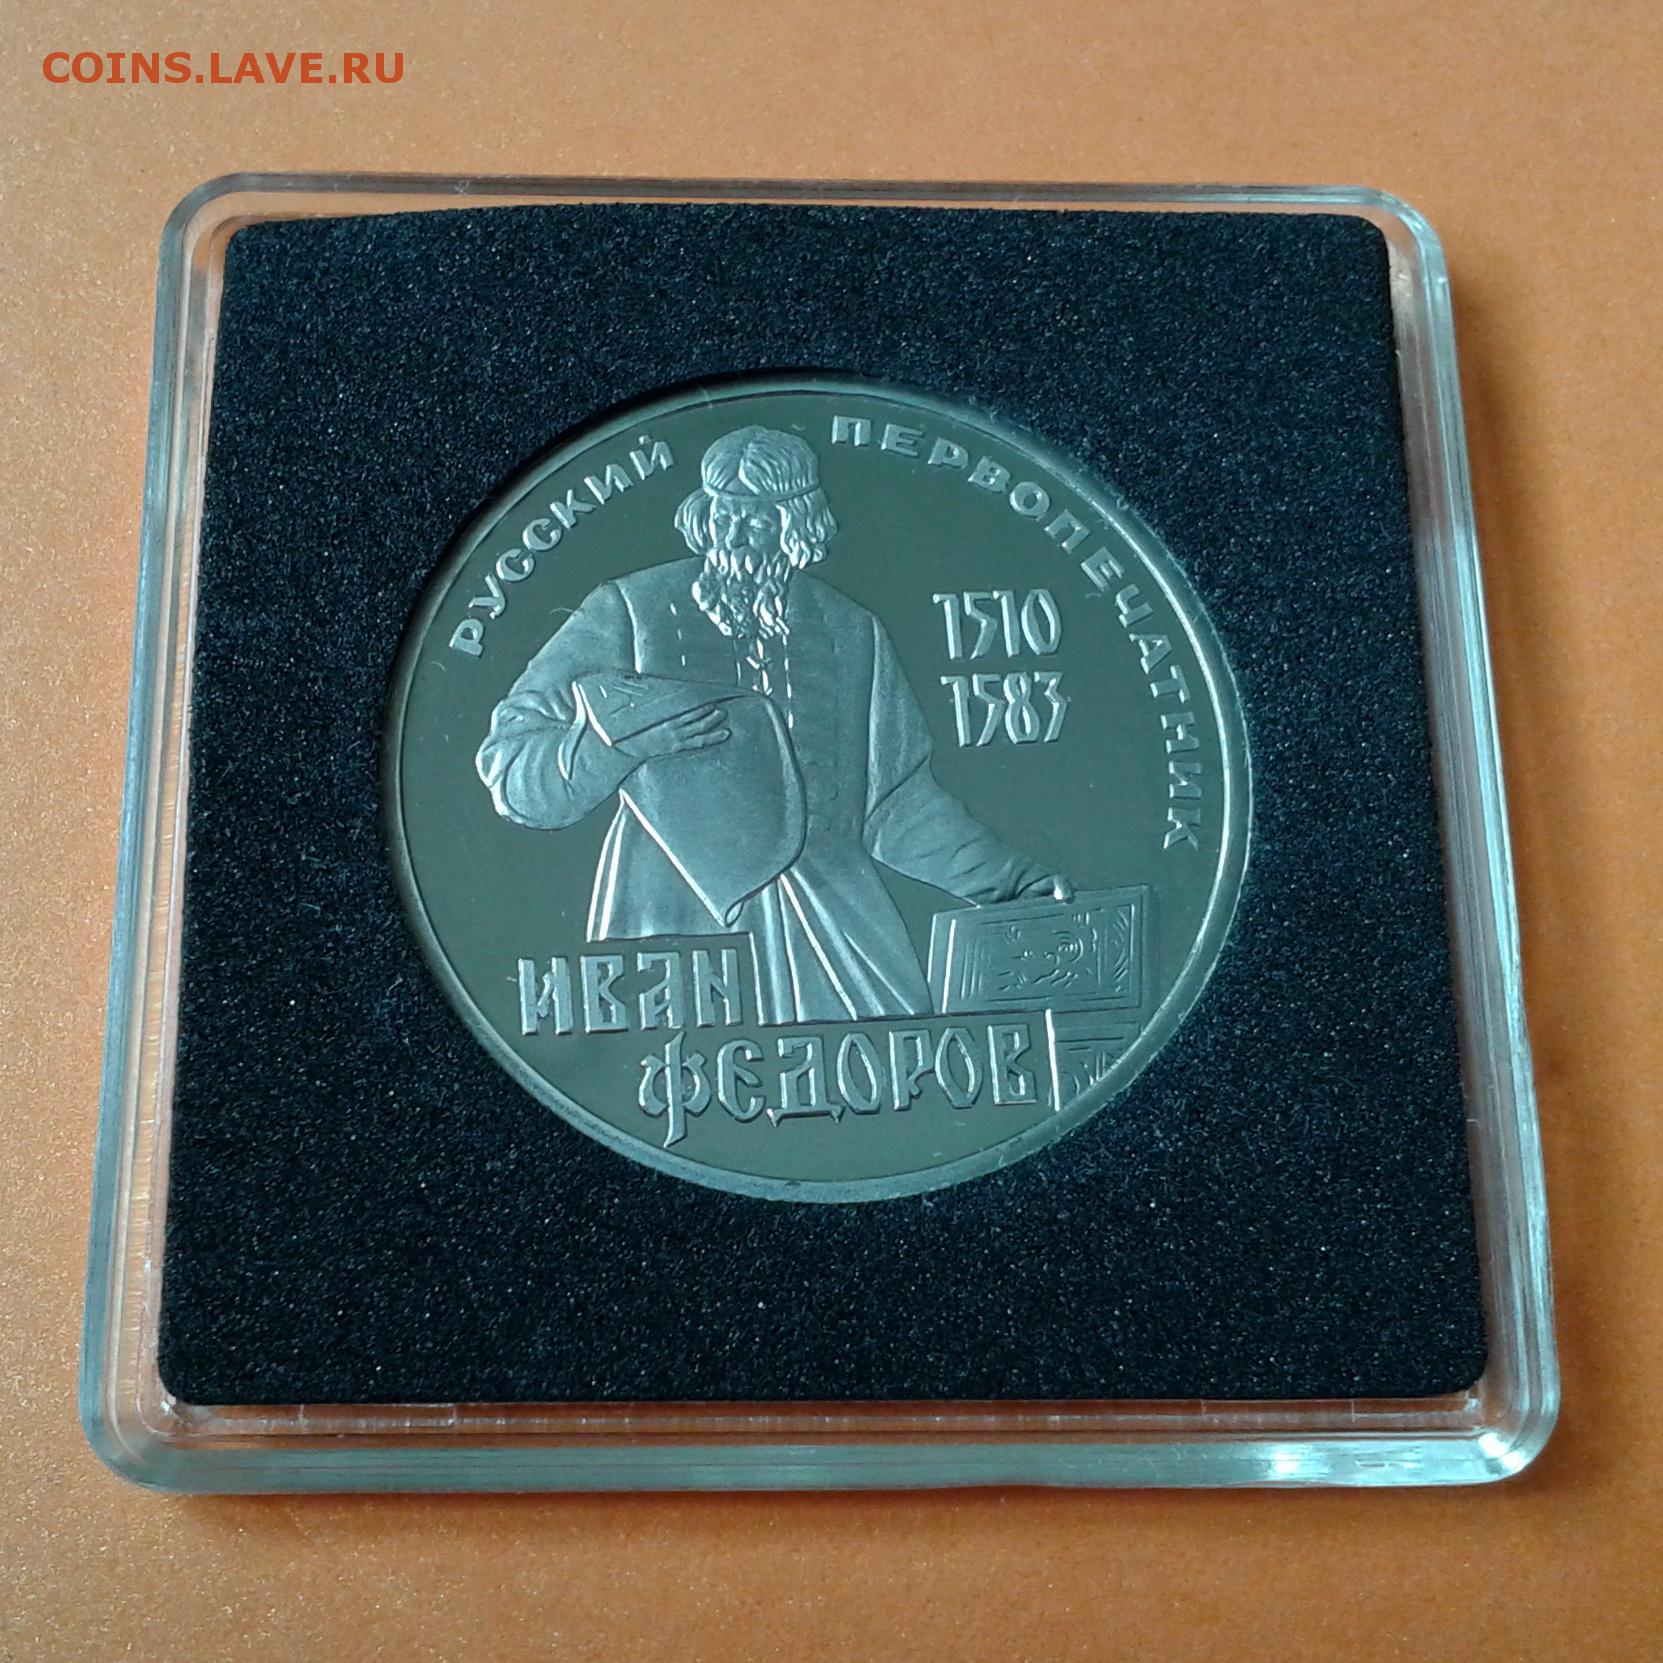 COINS.LAVE.RU
РУССКИЙ ПЕРВОПЕЧАТНИК
1510
1583
ИВАН
ФЕДОРОВ